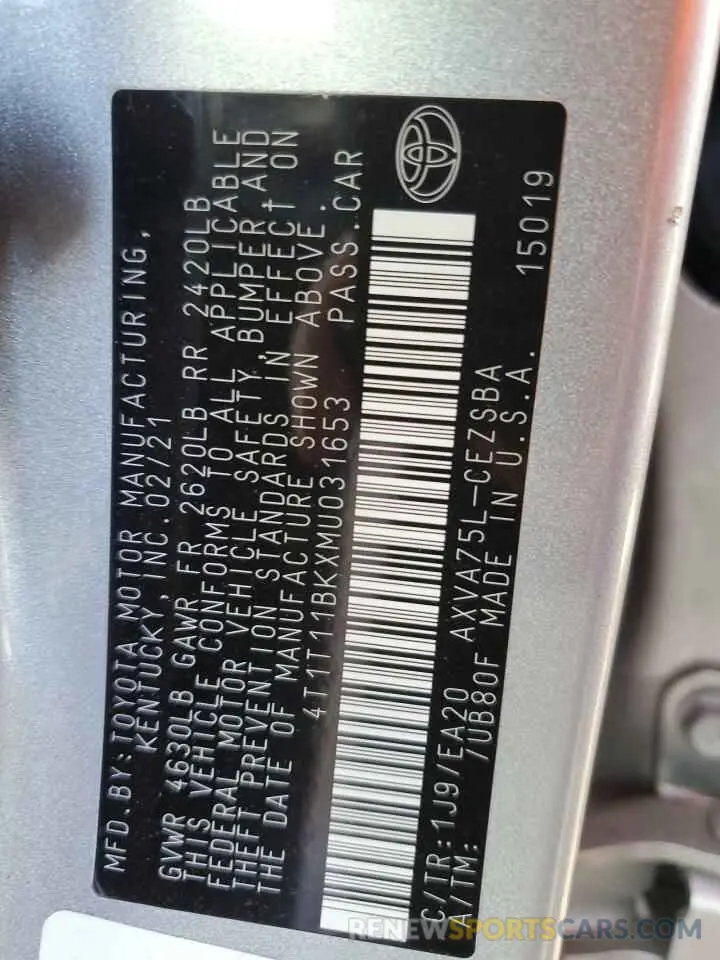 MFD.BY:TOYOTA MOTOR MANUFACTURING,
KENTUCKY, INC.02/21
GVWR 4630LB GAWR FR 2620LB RR 2420LB
THIS VEHICLE CONFORMS TO ALL APPLICABLE
FEDERAL MOTOR VEHICLE SAFETY, BUMPER, AND
THEFT PREVENTION STANDARDS IN EFFECT ON
THE DATE OF MANUFACTURE SHOWN ABOVE.
4T1T11BKXMU031653 PASS.CAR
C/TR:1J9/EA20 AXVA75L-CEZSBA
A/TM: /UB80F MADE IN U.S.A. 15019
RENEWSPORTSCARS.COM